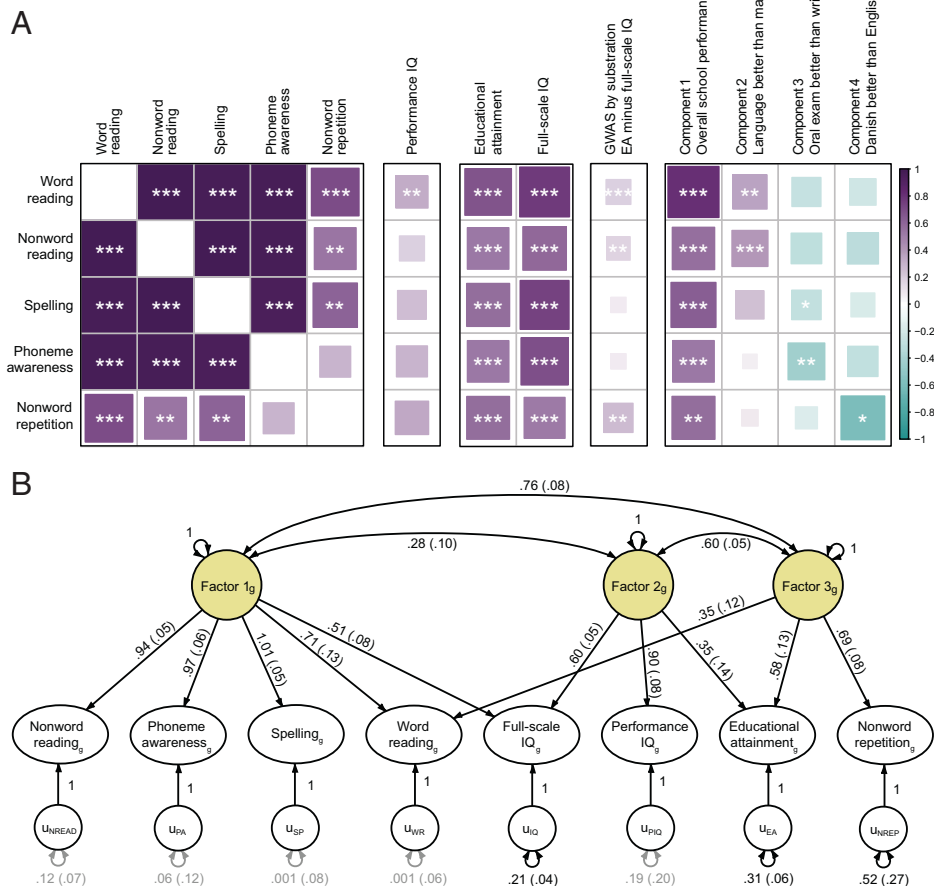 A
Word
reading
Nonword
reading
Spelling
Phoneme
awareness
Nonword
repetition
Performance IQ
Educational
attainment
Full-scale IQ
GWAS by substration
EA minus full-scale IQ
Component 1
Overall school performan
Component 2
Language better than ma
Component 3
Oral exam better than wri
Component 4
Danish better than English
Word
reading
*** *** *** *** ** *** *** *** *** **
Nonword
reading
*** *** *** ** *** *** ** *** ***
Spelling
*** *** *** ** *** *** *** *
Phoneme
awareness
*** *** *** *** *** *** **
Nonword
repetition
*** ** ** *** *** ** ** *
1
0.8
0.6
0.4
0.2
0
−0.2
−0.4
−0.6
−0.8
−1
B
.76 (.08)
1 .28 (.10) 1 .60 (.05) 1
Factor 1g Factor 2g Factor 3g
.94 (.05) .97 (.06) 1.01 (.05) .71 (.13) .51 (.08) .60 (.05) .90 (.08) .35 (.14) .35 (.12) .58 (.13) .69 (.08)
Nonword
readingg
Phoneme
awarenessg
Spellingg
Word
readingg
Full-scale
IQg
Performance
IQg
Educational
attainmentg
Nonword
repetitiong
1 1 1 1 1 1 1 1
uNREAD uPA uSP uWR uIQ uPIQ uEA uNREP
.12 (.07) .06 (.12) .001 (.08) .001 (.06) .21 (.04) .19 (.20) .31 (.06) .52 (.27)